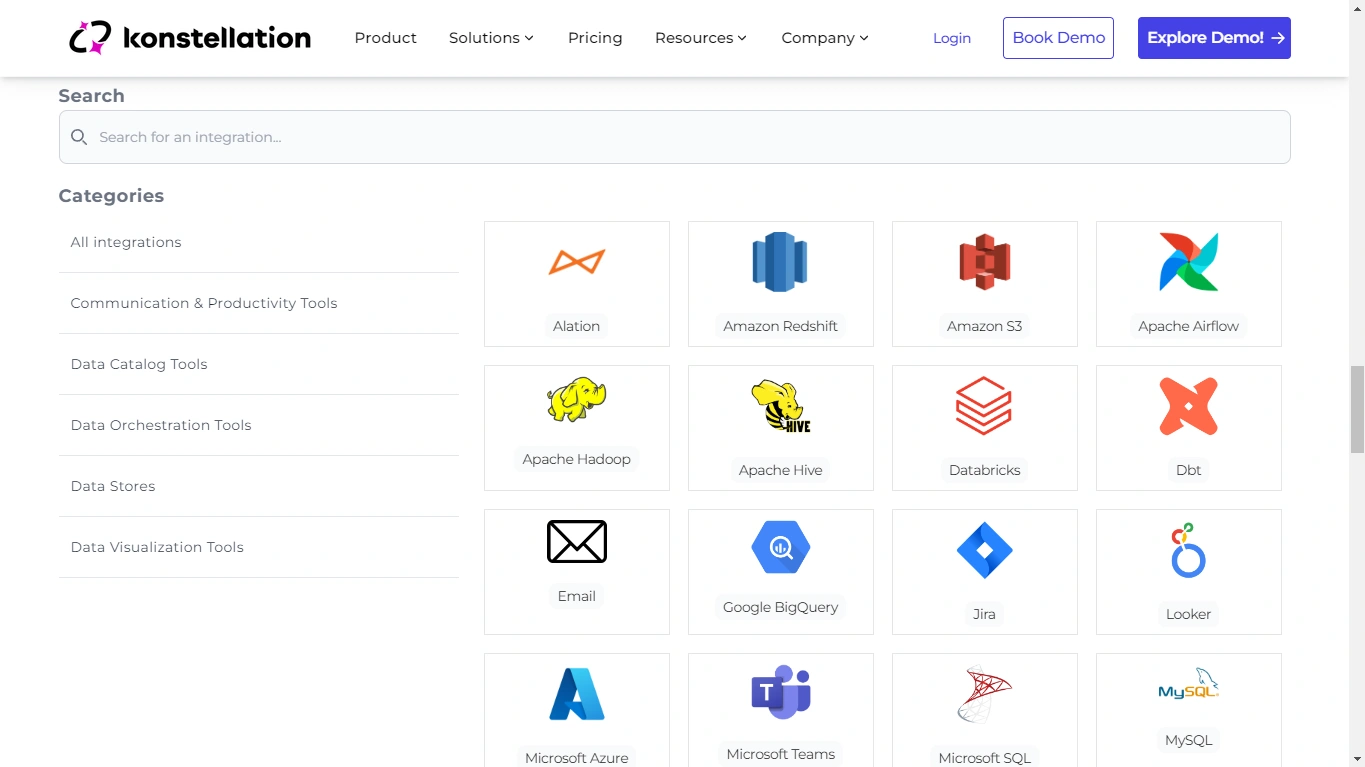 konstellation
Product
Solutions
Pricing
Resources
Company
Login
Book Demo
Explore Demo!
Search
Search for an integration...
Categories
All integrations
Communication & Productivity Tools
Data Catalog Tools
Data Orchestration Tools
Data Stores
Data Visualization Tools
Alation
Amazon Redshift
Amazon S3
Apache Airflow
HIVE
Apache Hadoop
Apache Hive
Databricks
Dbt
Email
Google BigQuery
Jira
Looker
T
MySQL
Microsoft Azure
Microsoft Teams
Microsoft SQL
MySQL